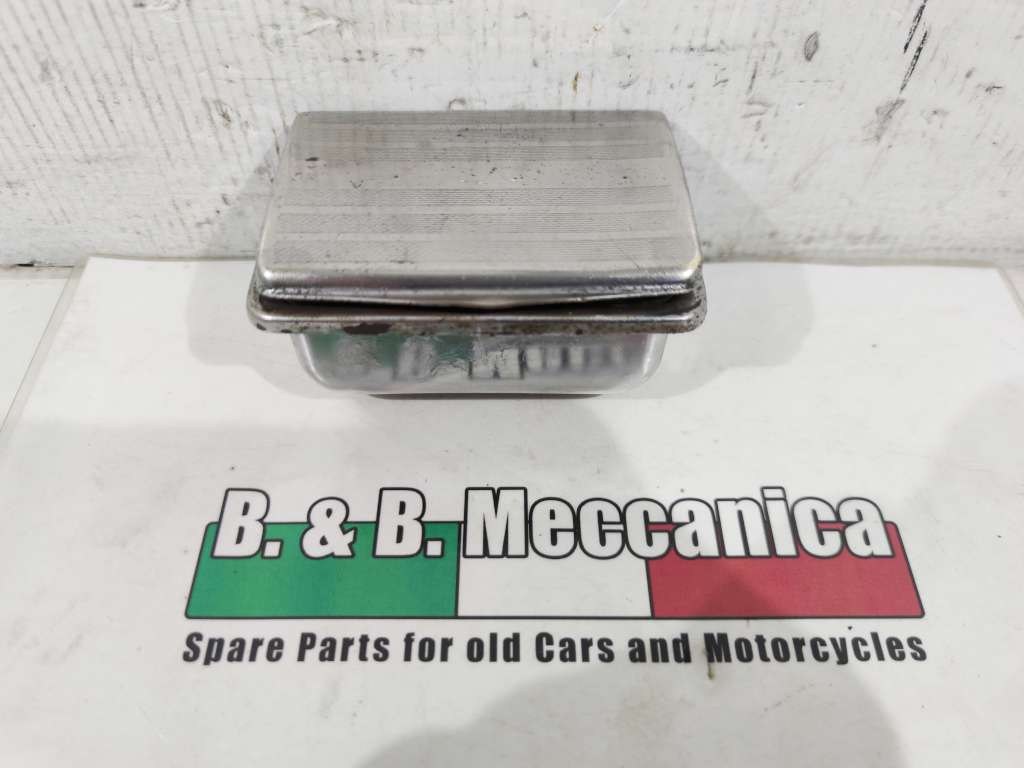 B. & B. Meccanica
Spare Parts for old Cars and Motorcycles